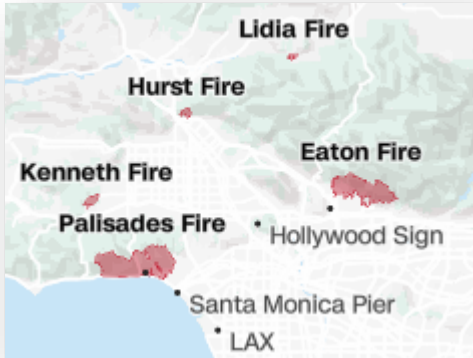 Lidia Fire
Hurst Fire
Eaton Fire
Kenneth Fire
Palisades Fire
Hollywood Sign
Santa Monica Pier
LAX